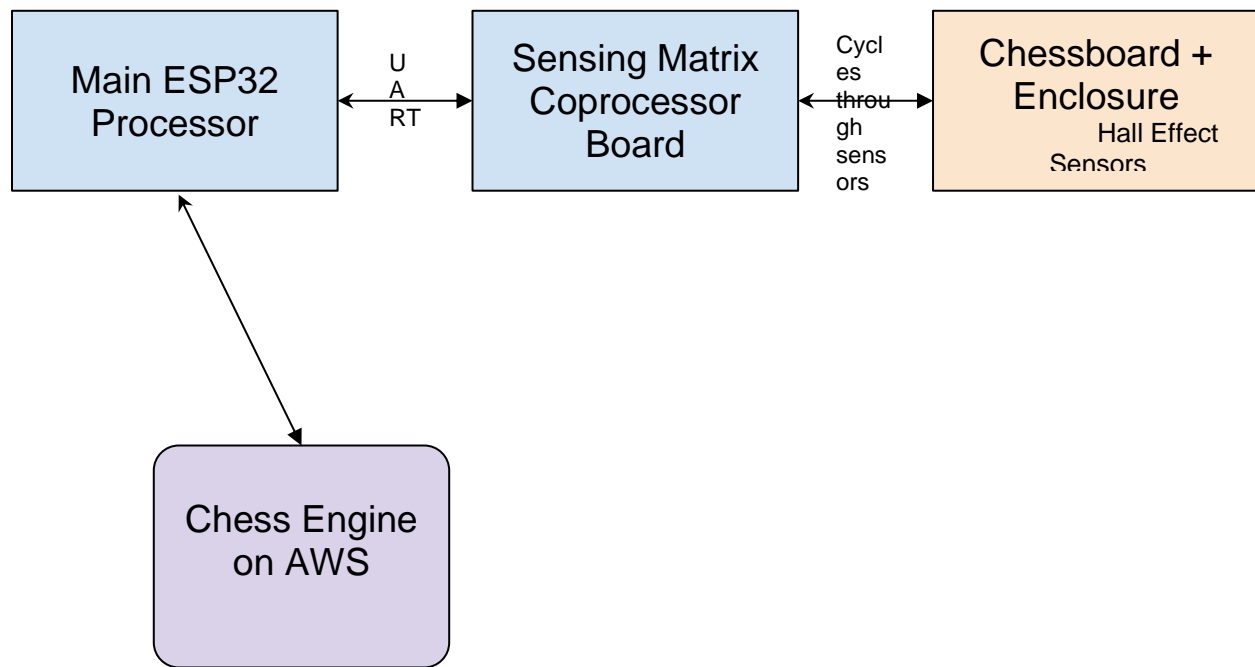 Main ESP32
Processor
U
A
RT
Sensing Matrix
Coprocessor
Board
Cycl
es
throu
gh
sens
ors
Chessboard +
Enclosure
Hall Effect
Sensors
Chess Engine
on AWS